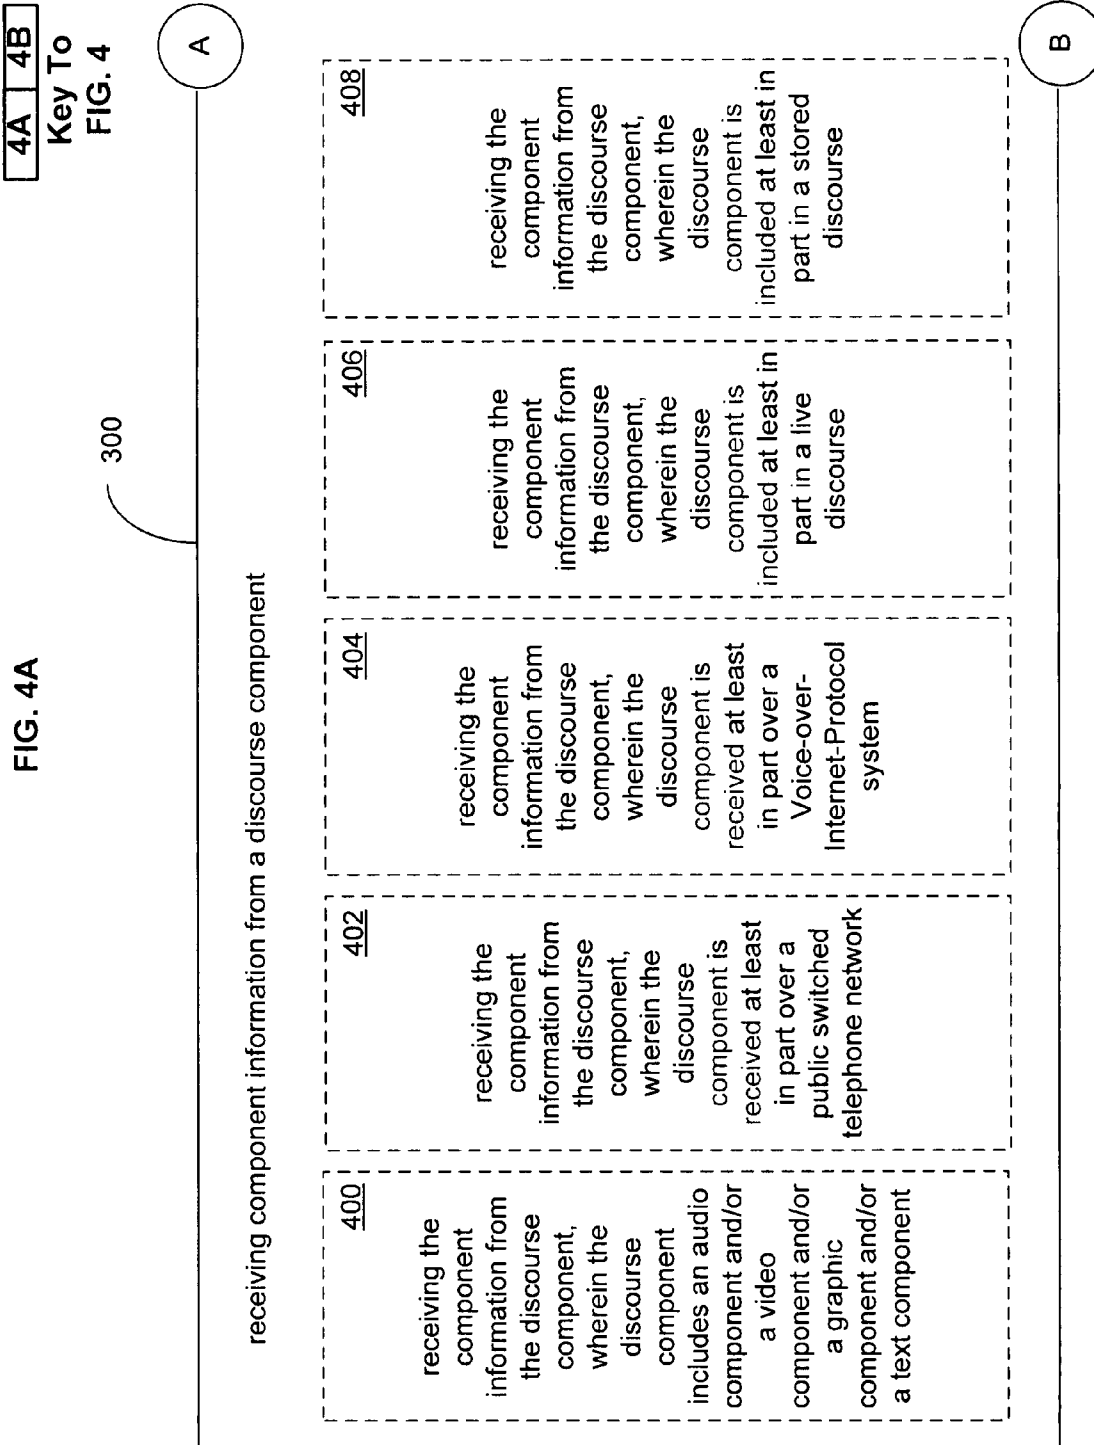 FIG. 4A
4A 4B
Key To
FIG. 4
300
A
receiving component information from a discourse component
400
receiving the
component
information from
the discourse
component,
wherein the
discourse
component
includes an audio
component and/or
a video
component and/or
a graphic
component and/or
a text component
402
receiving the
component
information from
the discourse
component,
wherein the
discourse
component is
received at least
in part over a
public switched
telephone network
404
receiving the
component
information from
the discourse
component,
wherein the
discourse
component is
received at least
in part over a
Voice-over-
Internet-Protocol
system
406
receiving the
component
information from
the discourse
component,
wherein the
discourse
component is
included at least in
part in a live
discourse
408
receiving the
component
information from
the discourse
component,
wherein the
discourse
component is
included at least in
part in a stored
discourse
B